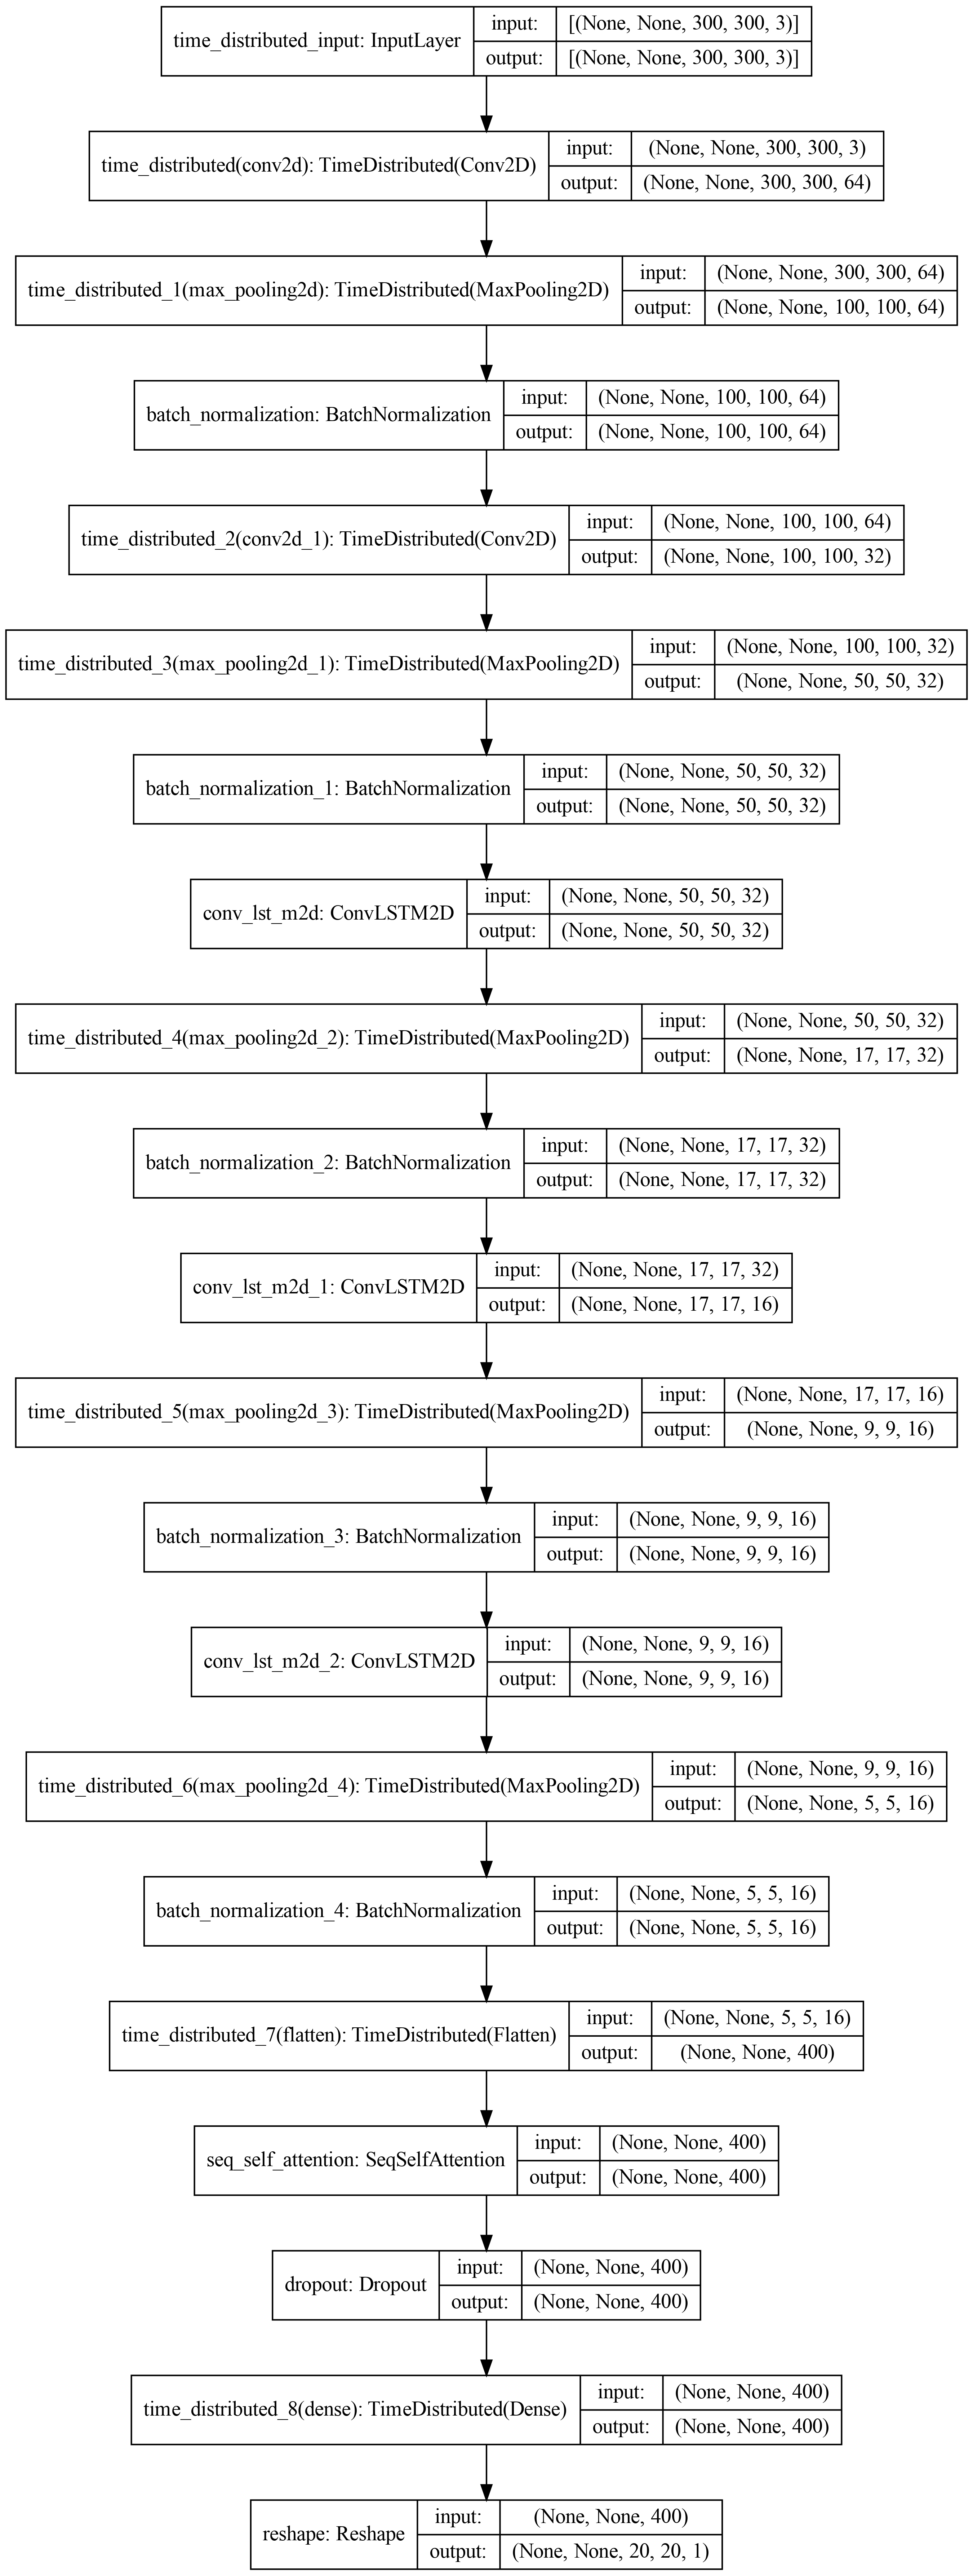 time_distributed_input: InputLayer
input: [(None, None, 300, 300, 3)]
output: [(None, None, 300, 300, 3)]
time_distributed(conv2d): TimeDistributed(Conv2D)
input: (None, None, 300, 300, 3)
output: (None, None, 300, 300, 64)
time_distributed_1(max_pooling2d): TimeDistributed(MaxPooling2D)
input: (None, None, 300, 300, 64)
output: (None, None, 100, 100, 64)
batch_normalization: BatchNormalization
input: (None, None, 100, 100, 64)
output: (None, None, 100, 100, 64)
time_distributed_2(conv2d_1): TimeDistributed(Conv2D)
input: (None, None, 100, 100, 64)
output: (None, None, 100, 100, 32)
time_distributed_3(max_pooling2d_1): TimeDistributed(MaxPooling2D)
input: (None, None, 100, 100, 32)
output: (None, None, 50, 50, 32)
batch_normalization_1: BatchNormalization
input: (None, None, 50, 50, 32)
output: (None, None, 50, 50, 32)
conv_lst_m2d: ConvLSTM2D
input: (None, None, 50, 50, 32)
output: (None, None, 50, 50, 32)
time_distributed_4(max_pooling2d_2): TimeDistributed(MaxPooling2D)
input: (None, None, 50, 50, 32)
output: (None, None, 17, 17, 32)
batch_normalization_2: BatchNormalization
input: (None, None, 17, 17, 32)
output: (None, None, 17, 17, 32)
conv_lst_m2d_1: ConvLSTM2D
input: (None, None, 17, 17, 32)
output: (None, None, 17, 17, 16)
time_distributed_5(max_pooling2d_3): TimeDistributed(MaxPooling2D)
input: (None, None, 17, 17, 16)
output: (None, None, 9, 9, 16)
batch_normalization_3: BatchNormalization
input: (None, None, 9, 9, 16)
output: (None, None, 9, 9, 16)
conv_lst_m2d_2: ConvLSTM2D
input: (None, None, 9, 9, 16)
output: (None, None, 9, 9, 16)
time_distributed_6(max_pooling2d_4): TimeDistributed(MaxPooling2D)
input: (None, None, 9, 9, 16)
output: (None, None, 5, 5, 16)
batch_normalization_4: BatchNormalization
input: (None, None, 5, 5, 16)
output: (None, None, 5, 5, 16)
time_distributed_7(flatten): TimeDistributed(Flatten)
input: (None, None, 5, 5, 16)
output: (None, None, 400)
seq_self_attention: SeqSelfAttention
input: (None, None, 400)
output: (None, None, 400)
dropout: Dropout
input: (None, None, 400)
output: (None, None, 400)
time_distributed_8(dense): TimeDistributed(Dense)
input: (None, None, 400)
output: (None, None, 400)
reshape: Reshape
input: (None, None, 400)
output: (None, None, 20, 20, 1)